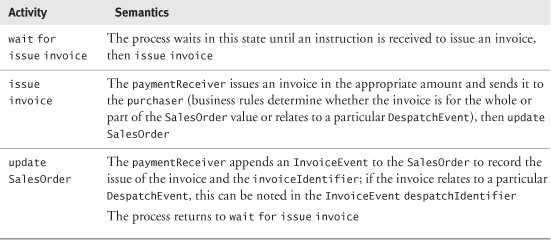 Activity Semantics
wait for The process waits in this state until an instruction is received to issue an invoice,
issue invoice then issue invoice
issue The paymentReceiver issues an invoice in the appropriate amount and sends it to
invoice the purchaser (business rules determine whether the invoice is for the whole or
part of the SalesOrder value or relates to a particular DespatchEvent), then update
SalesOrder
update The paymentReceiver appends an InvoiceEvent to the SalesOrder to record the
SalesOrder issue of the invoice and the invoiceIdentifier; if the invoice relates to a particular
DespatchEvent, this can be noted in the InvoiceEvent despatchIdentifier
The process returns to wait for issue invoice